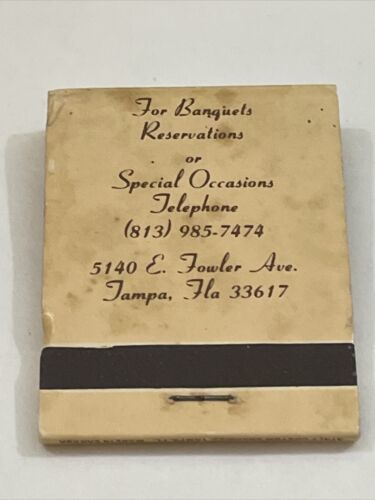 For Banquets
Reservations
or
Special Occasions
Telephone
(813) 985-7474
5140 E. Fowler Ave.
Tampa, Fla 33617